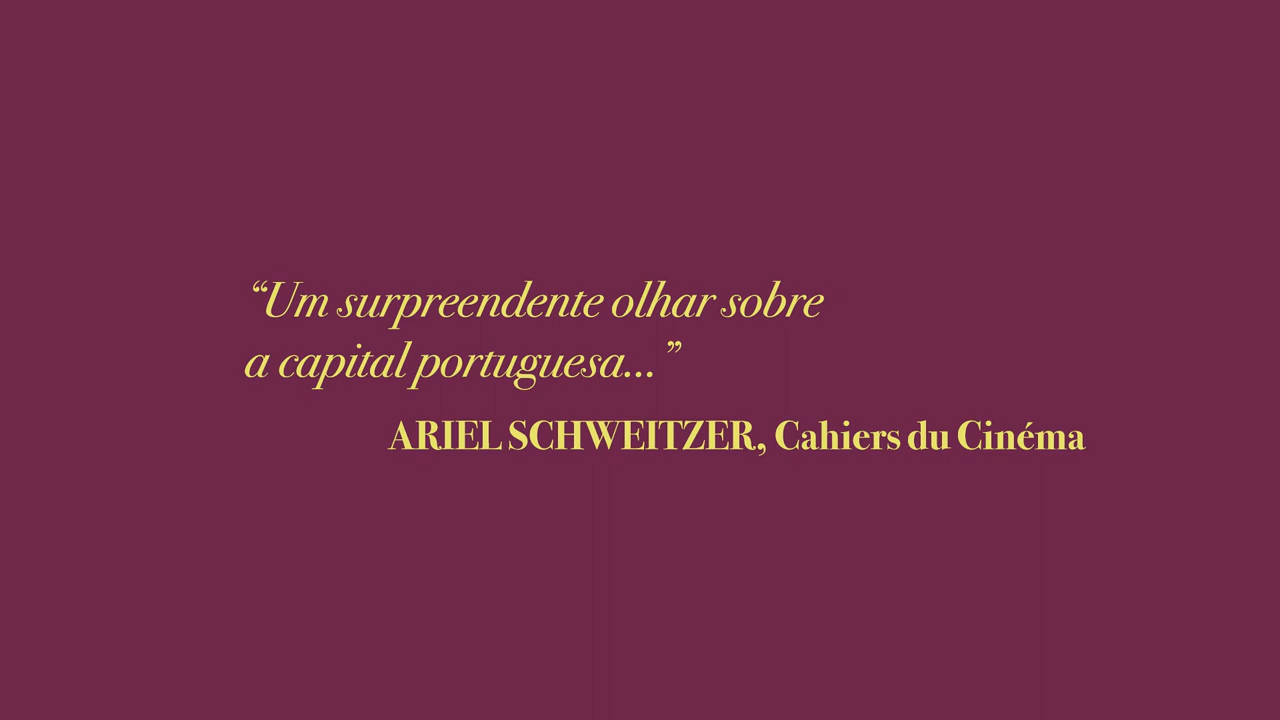 “Um surpreendente olhar sobre
a capital portuguesa...”
ARIEL SCHWEITZER, Cahiers du Cinéma